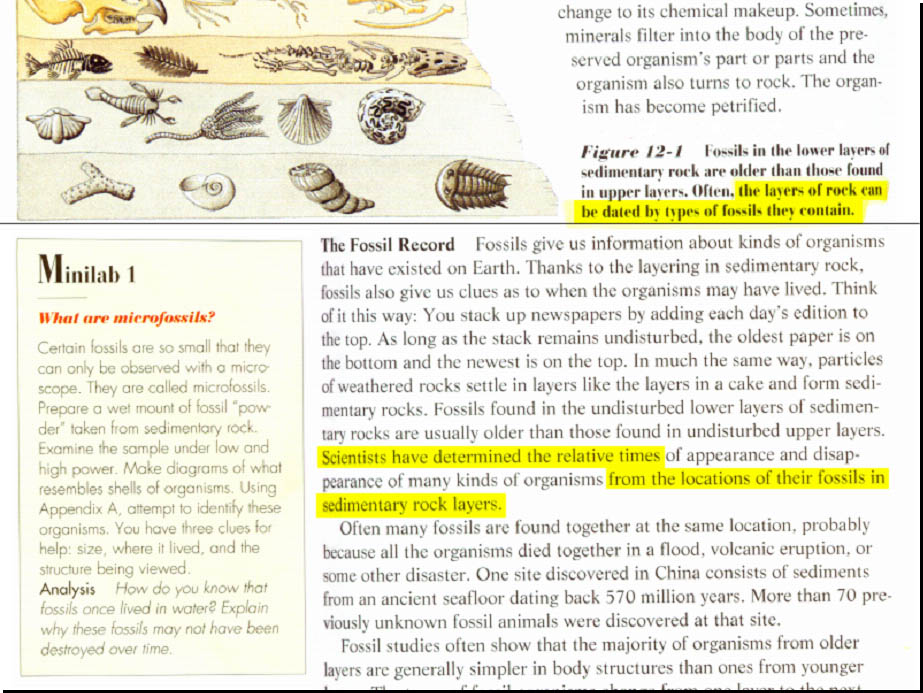 change to its chemical makeup. Sometimes,
minerals filter into the body of the pre-
served organism's part or parts and the
organism also turns to rock. The organ-
ism has become petrified.
Figure 12-1 Fossils in the lower layers of
sedimentary rock are older than those found
in upper layers. Often, the layers of rock can
be dated by types of fossils they contain.
Minilab 1
What are microfossils?
Certain fossils are so small that they
can only be observed with a micro-
scope. They are called microfossils.
Prepare a wet mount of fossil "pow-
der" taken from sedimentary rock.
Examine the sample under low and
high power. Make diagrams of what
resembles shells of organisms. Using
Appendix A, attempt to identify these
organisms. You have three clues for
help: size, where it lived, and the
structure being viewed.
Analysis How do you know that
fossils once lived in water? Explain
why these fossils may not have been
destroyed over time.
The Fossil Record Fossils give us information about kinds of organisms
that have existed on Earth. Thanks to the layering in sedimentary rock,
fossils also give us clues as to when the organisms may have lived. Think
of it this way: You stack up newspapers by adding each day's edition to
the top. As long as the stack remains undisturbed, the oldest paper is on
the bottom and the newest is on the top. In much the same way, particles
of weathered rocks settle in layers like the layers in a cake and form sedi-
mentary rocks. Fossils found in the undisturbed lower layers of sedimen-
tary rocks are usually older than those found in undisturbed upper layers.
Scientists have determined the relative times of appearance and disap-
pearance of many kinds of organisms from the locations of their fossils in
sedimentary rock layers.
Often many fossils are found together at the same location, probably
because all the organisms died together in a flood, volcanic eruption, or
some other disaster. One site discovered in China consists of sediments
from an ancient seafloor dating back 570 million years. More than 70 pre-
viously unknown fossil animals were discovered at that site.
Fossil studies often show that the majority of organisms from older
layers are generally simpler in body structures than ones from younger